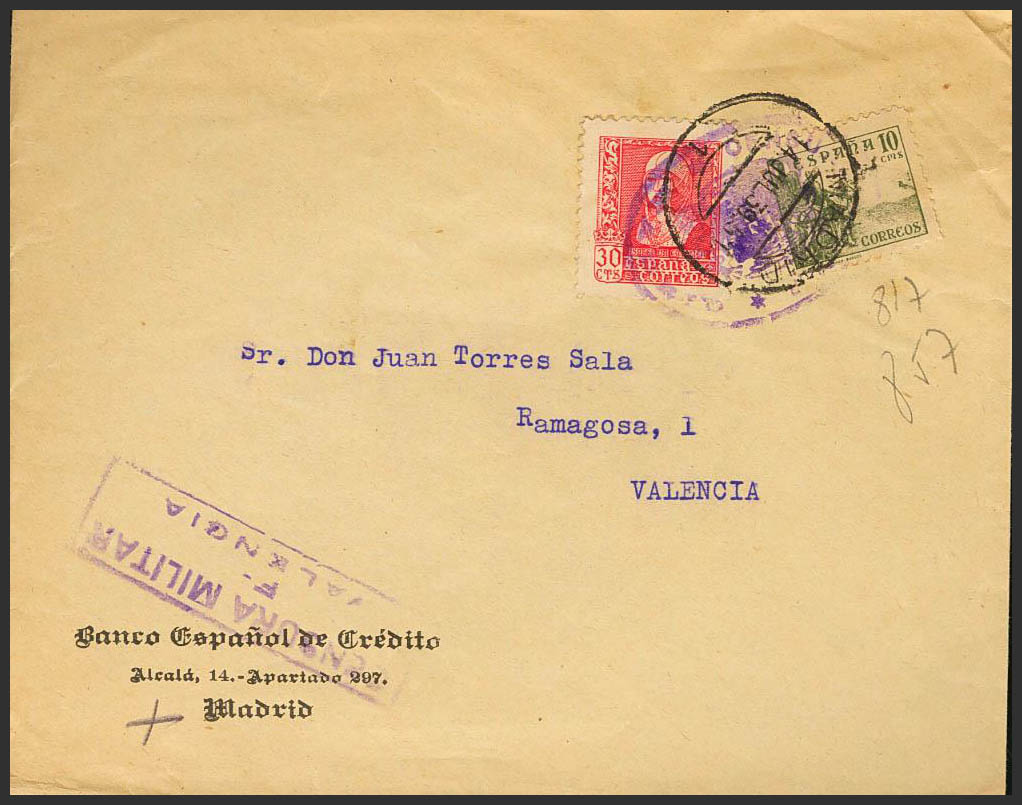 30
CTS
ESPAÑA
CORREOS
ESPAÑA 10
CTS
CORREOS
817
857
Sr. Don Juan Torres Sala
Ramagosa, 1
VALENCIA
CENSURA MILITAR
F.
VALENCIA
Banco Español de Crédito
Alcalá, 14.-Apartado 297.
Madrid